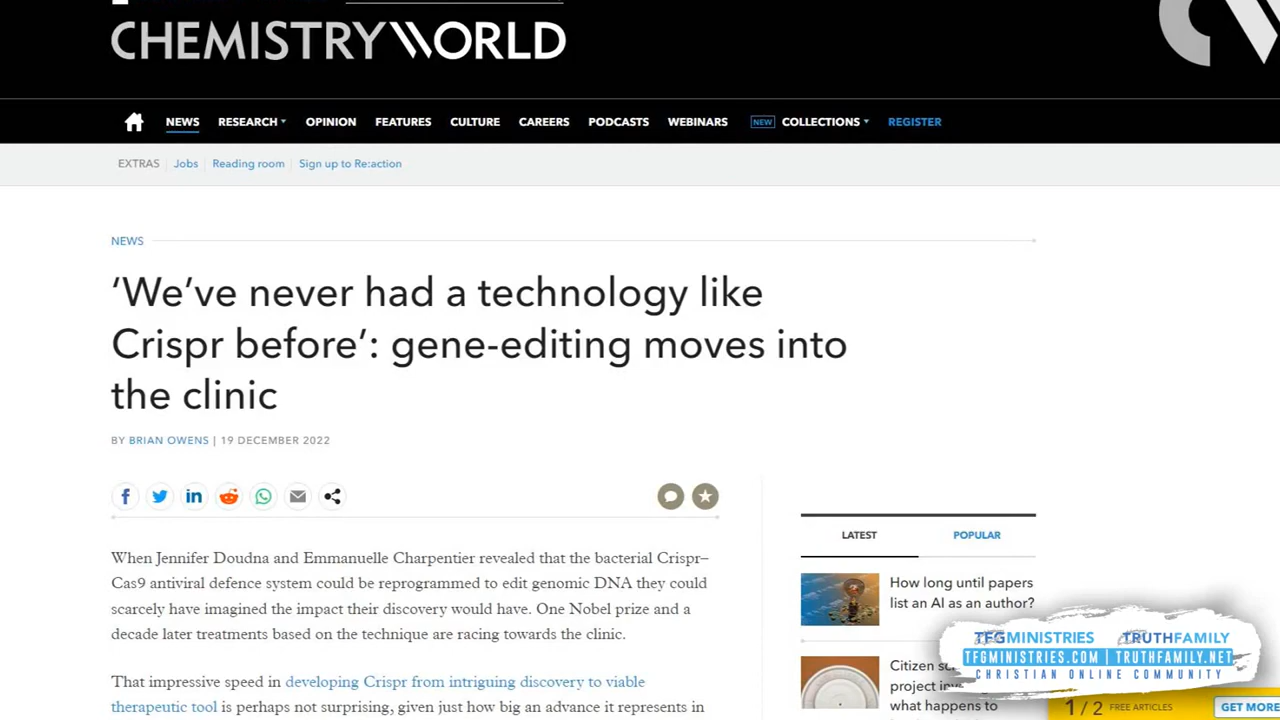 CHEMISTRY WORLD
NEWS RESEARCH OPINION FEATURES CULTURE CAREERS PODCASTS WEBINARS NEW COLLECTIONS REGISTER
EXTRAS Jobs Reading room Sign up to Re:action
NEWS
‘We’ve never had a technology like
Crispr before’: gene-editing moves into
the clinic
BY BRIAN OWENS | 19 DECEMBER 2022
When Jennifer Doudna and Emmanuelle Charpentier revealed that the bacterial Crispr–
Cas9 antiviral defence system could be reprogrammed to edit genomic DNA they could
scarcely have imagined the impact their discovery would have. One Nobel prize and a
decade later treatments based on the technique are racing towards the clinic.
That impressive speed in developing Crispr from intriguing discovery to viable
therapeutic tool is perhaps not surprising, given just how big an advance it represents in
LATEST POPULAR
How long until papers
list an AI as an author?
Citizen
project
what happens to
TFGMINISTRIES TRUTHFAMILY
TFGMINISTRIES.COM | TRUTHFAMILY.NET
CHRISTIAN ONLINE COMMUNITY
1/2 FREE ARTICLES GET MORE